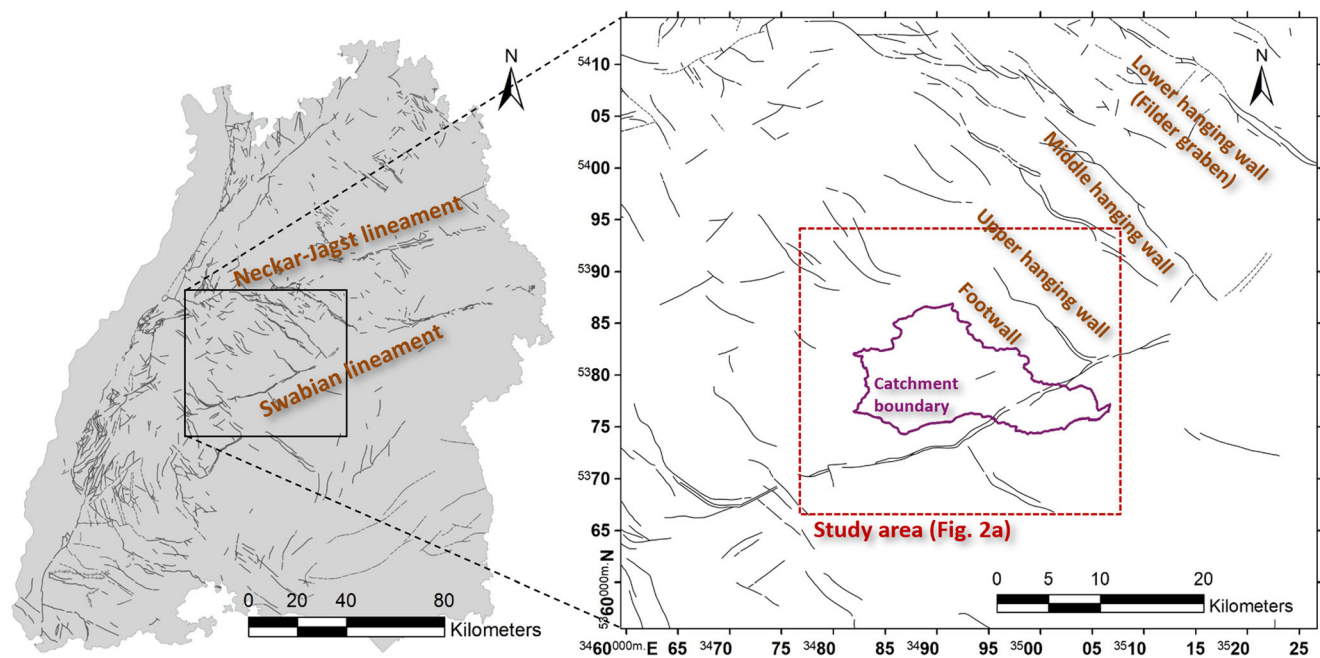 N
Neckar-Jagst lineament
Swabian lineament
0 20 40 80
Kilometers
N
5410
05
5400
95
5390
85
5380
75
5370
65
5360000m. N
Lower hanging wall
(Filder graben)
Middle hanging wall
Upper hanging wall
Footwall
Catchment
boundary
Study area (Fig. 2a)
0 5 10 20
Kilometers
3460000m. E 65 3470 75 3480 85 3490 95 3500 05 3510 15 3520 25